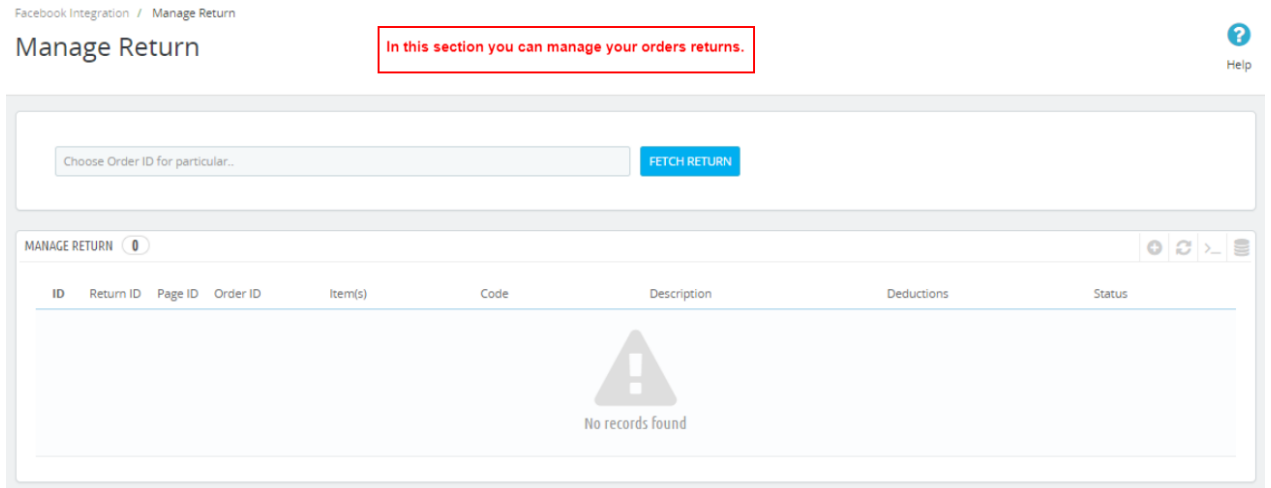 Facebook Integration / Manage Return
Manage Return
In this section you can manage your orders returns.
Help
Choose Order ID for particular..
FETCH RETURN
MANAGE RETURN 0
ID Return ID Page ID Order ID Item(s) Code Description Deductions Status
No records found